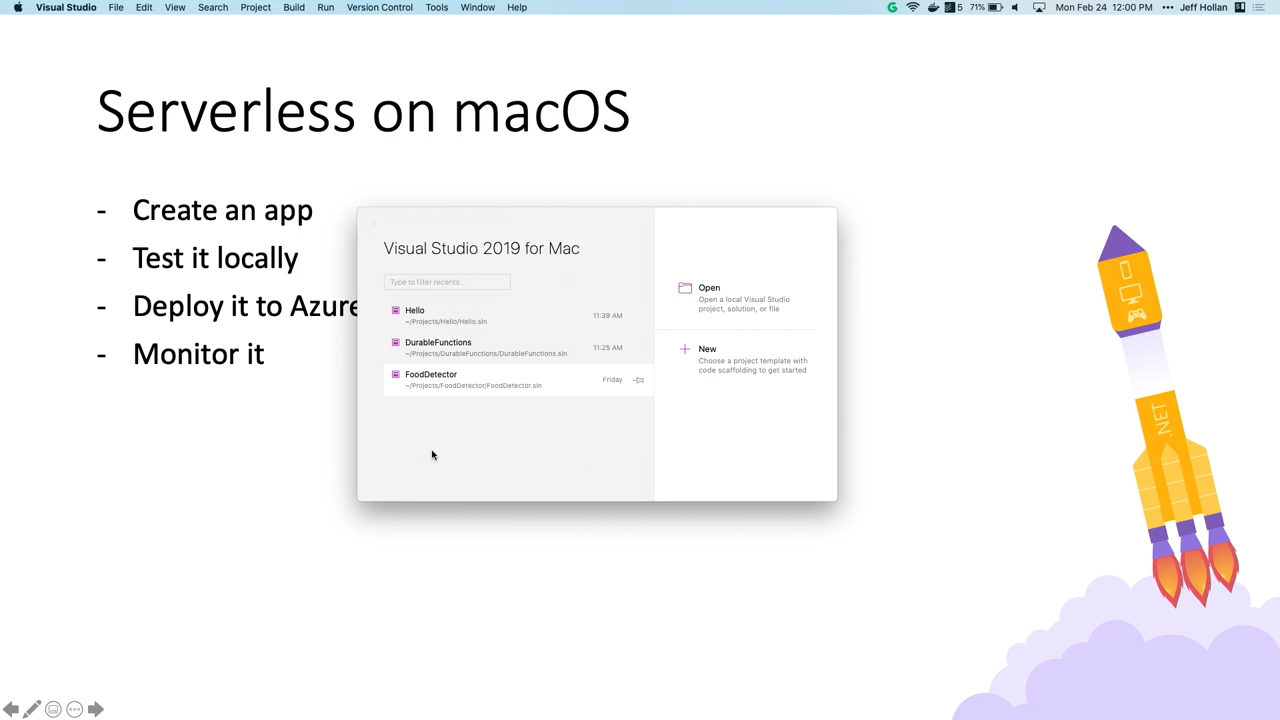 Visual Studio File Edit View Search Project Build Run Version Control Tools Window Help 5 71% Mon Feb 24 12:00 PM Jeff Hollan
Serverless on macOS
- Create an app
- Test it locally
- Deploy it to Azure
- Monitor it
Visual Studio 2019 for Mac
Type to filter recents...
Hello
~/Projects/Hello/Hello.sln
11:39 AM
DurableFunctions
~/Projects/DurableFunctions/DurableFunctions.sln
11:25 AM
FoodDetector
~/Projects/FoodDetector/FoodDetector.sln
Friday
Open
Open a local Visual Studio
project, solution, or file
New
Choose a project template with
code scaffolding to get started
.NET